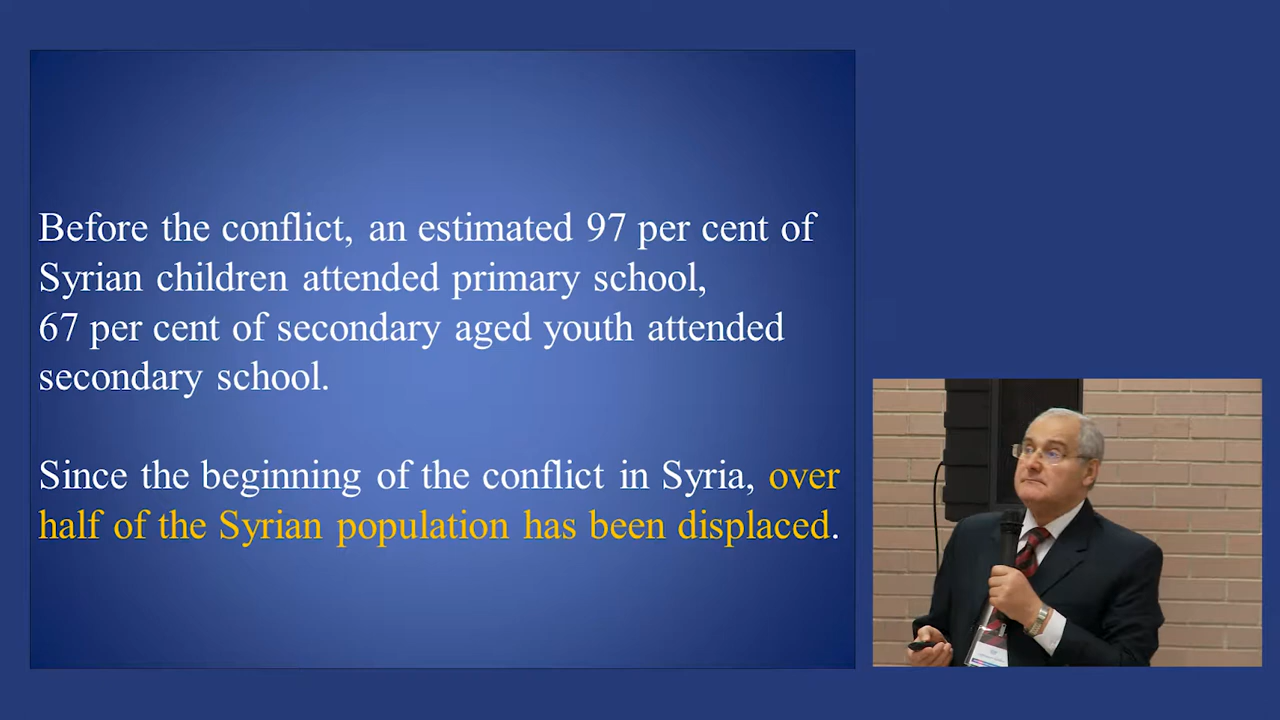 Before the conflict, an estimated 97 per cent of
Syrian children attended primary school,
67 per cent of secondary aged youth attended
secondary school.
Since the beginning of the conflict in Syria, over
half of the Syrian population has been displaced.